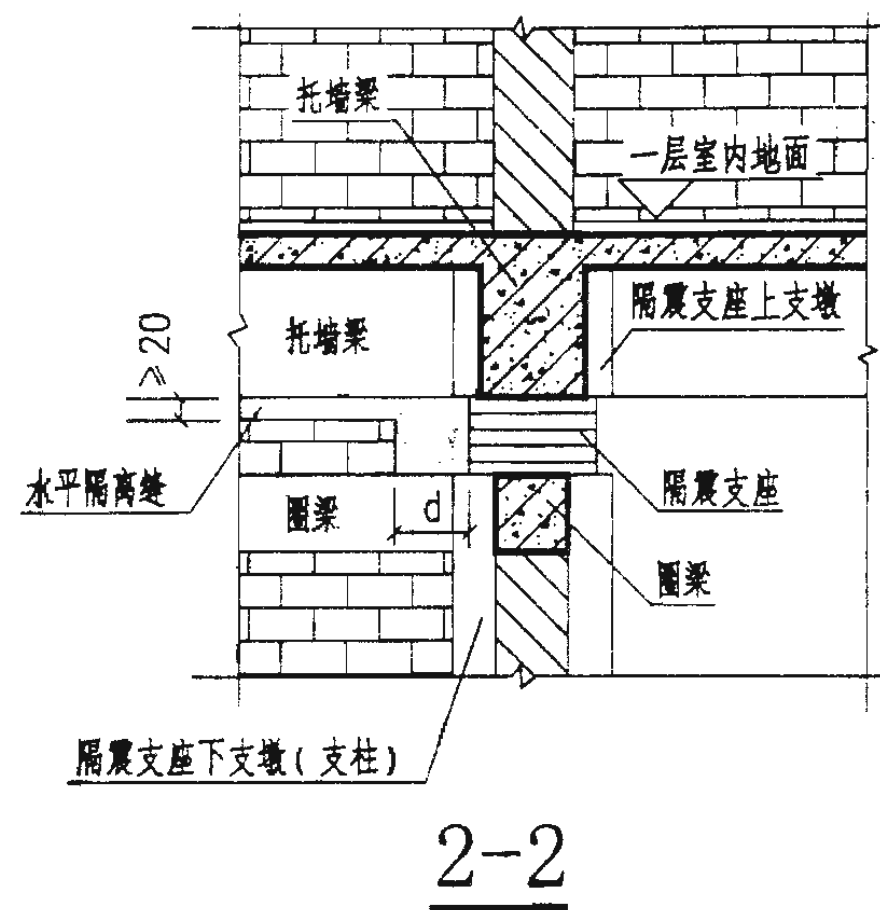 托墙梁
一层室内地面
隔震支座上支墩
托墙梁
≥20
水平隔离缝
圈梁
d
隔震支座
圈梁
隔震支座下支墩(支柱)
2-2